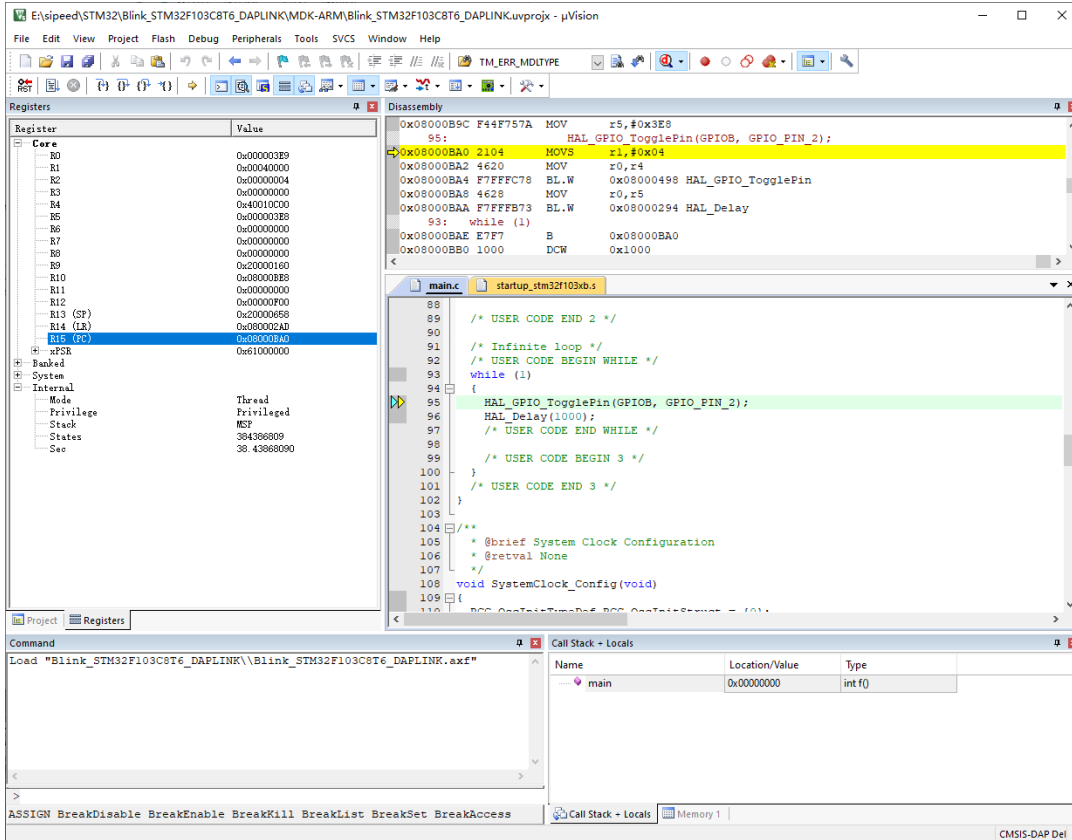 E:\sipeed\STM32\Blink_STM32F103C8T6_DAPLINK\MDK-ARM\Blink_STM32F103C8T6_DAPLINK.uvprojx - µVision
File Edit View Project Flash Debug Peripherals Tools SVCS Window Help
TM_ERR_MDLTYPE
RST
Registers
Register Value
Core
R0 0x000003E9
R1 0x00040000
R2 0x00000004
R3 0x00000000
R4 0x40010C00
R5 0x000003E8
R6 0x00000000
R7 0x00000000
R8 0x00000000
R9 0x20000160
R10 0x08000BE8
R11 0x00000000
R12 0x00000F00
R13 (SP) 0x20000658
R14 (LR) 0x080002AD
R15 (PC) 0x08000BA0
xPSR 0x61000000
Banked
System
Internal
Mode Thread
Privilege Privileged
Stack MSP
States 384386809
Sec 38.43868090
Project Registers
Disassembly
0x08000B9C F44F757A MOV r5,#0x3E8
95: HAL_GPIO_TogglePin(GPIOB, GPIO_PIN_2);
0x08000BA0 2104 MOVS r1,#0x04
0x08000BA2 4620 MOV r0,r4
0x08000BA4 F7FFFC78 BL.W 0x08000498 HAL_GPIO_TogglePin
0x08000BA8 4628 MOV r0,r5
0x08000BAA F7FFFB73 BL.W 0x08000294 HAL_Delay
93: while (1)
0x08000BAE E7F7 B 0x08000BA0
0x08000BB0 1000 DCW 0x1000
main.c startup_stm32f103xb.s
88
89 /* USER CODE END 2 */
90
91 /* Infinite loop */
92 /* USER CODE BEGIN WHILE */
93 while (1)
94 {
95 HAL_GPIO_TogglePin(GPIOB, GPIO_PIN_2);
96 HAL_Delay(1000);
97 /* USER CODE END WHILE */
98
99 /* USER CODE BEGIN 3 */
100 }
101 /* USER CODE END 3 */
102 }
103
104 /**
105 * @brief System Clock Configuration
106 * @retval None
107 */
108 void SystemClock_Config(void)
109 {
110 RCC_OscInitTypeDef RCC_OscInitStruct = {0};
Command
Load "Blink_STM32F103C8T6_DAPLINK\\Blink_STM32F103C8T6_DAPLINK.axf"
>
ASSIGN BreakDisable BreakEnable BreakKill BreakList BreakSet BreakAccess
Call Stack + Locals
Name Location/Value Type
main 0x00000000 int f()
Call Stack + Locals Memory 1
CMSIS-DAP Del